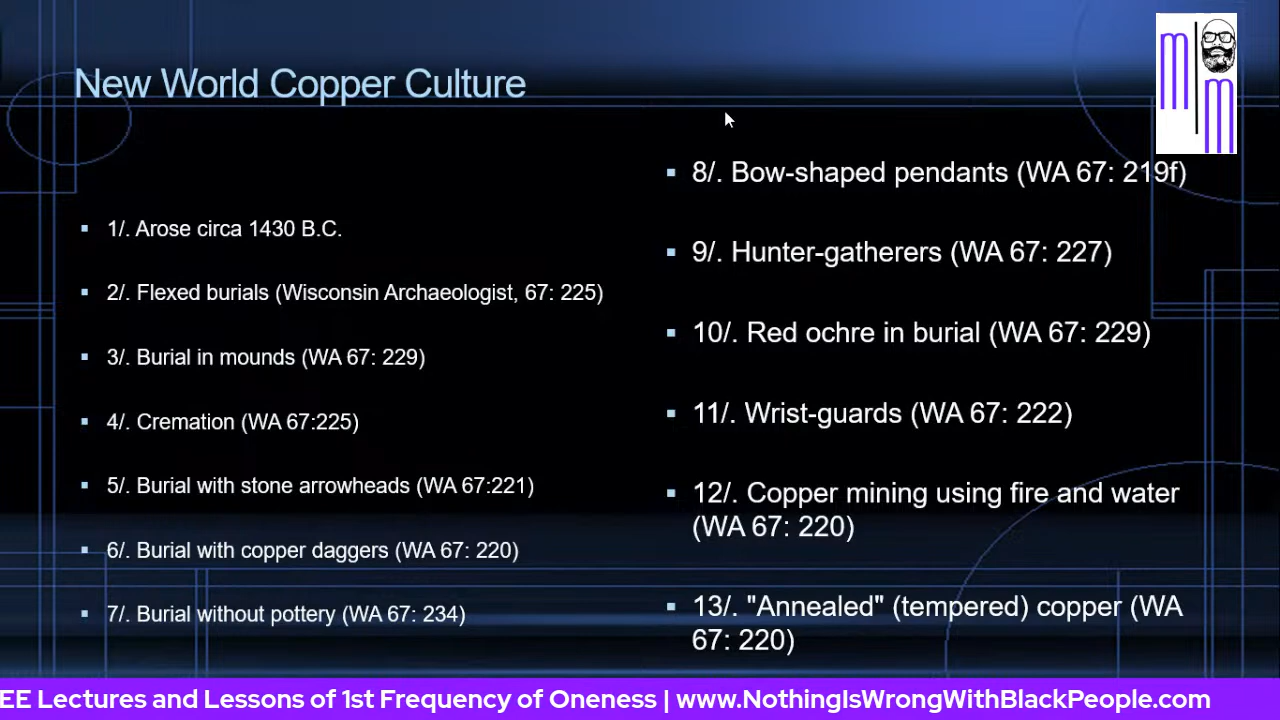 New World Copper Culture
1/. Arose circa 1430 B.C.
2/. Flexed burials (Wisconsin Archaeologist, 67: 225)
3/. Burial in mounds (WA 67: 229)
4/. Cremation (WA 67:225)
5/. Burial with stone arrowheads (WA 67:221)
6/. Burial with copper daggers (WA 67: 220)
7/. Burial without pottery (WA 67: 234)
8/. Bow-shaped pendants (WA 67: 219f)
9/. Hunter-gatherers (WA 67: 227)
10/. Red ochre in burial (WA 67: 229)
11/. Wrist-guards (WA 67: 222)
12/. Copper mining using fire and water
(WA 67: 220)
13/. "Annealed" (tempered) copper (WA
67: 220)
m
m
EE Lectures and Lessons of 1st Frequency of Oneness | www.NothingIsWrongWithBlackPeople.com